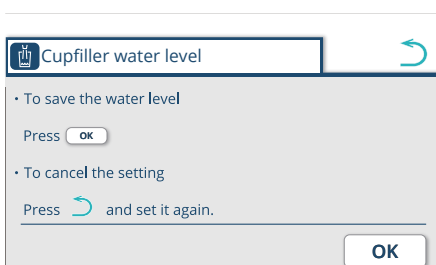 Cupfiller water level
• To save the water level
Press OK
• To cancel the setting
Press and set it again.
OK